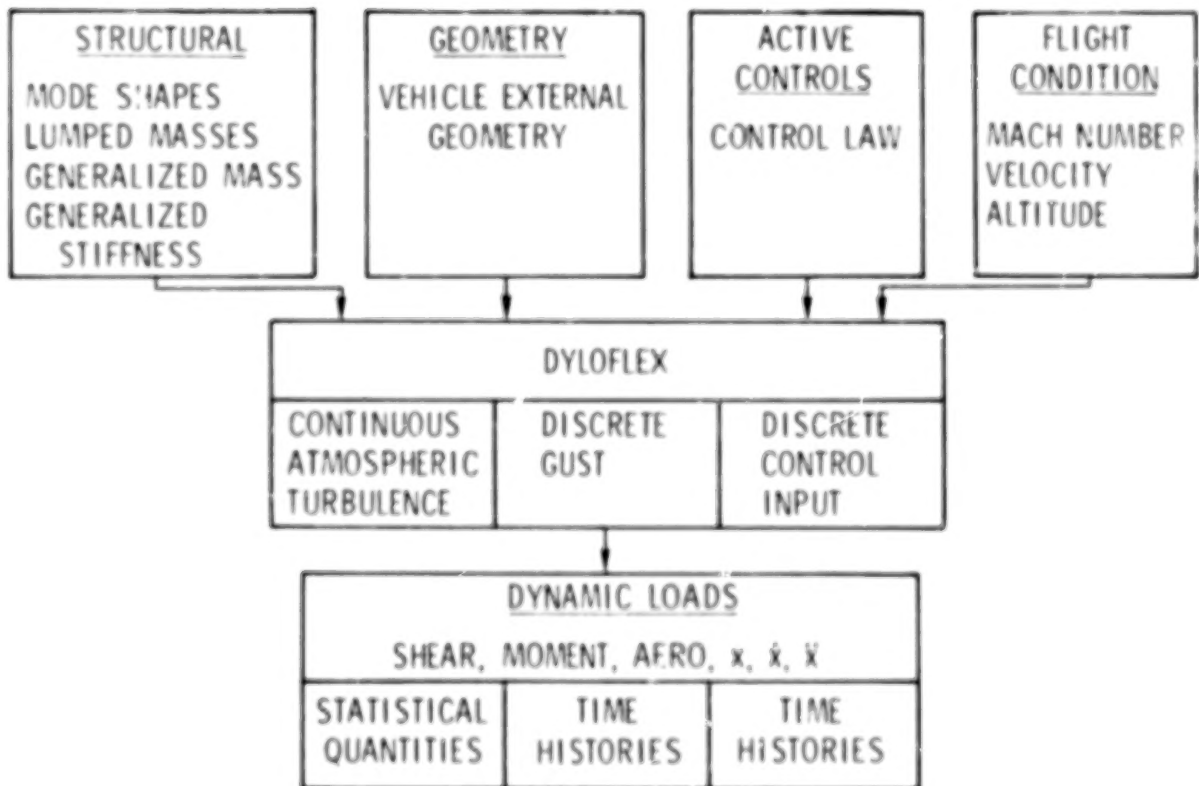 STRUCTURAL
MODE SHAPES
LUMPED MASSES
GENERALIZED MASS
GENERALIZED
STIFFNESS
GEOMETRY
VEHICLE EXTERNAL
GEOMETRY
ACTIVE
CONTROLS
CONTROL LAW
FLIGHT
CONDITION
MACH NUMBER
VELOCITY
ALTITUDE
DYLOFLEX
CONTINUOUS
ATMOSPHERIC
TURBULENCE
DISCRETE
GUST
DISCRETE
CONTROL
INPUT
DYNAMIC LOADS
SHEAR, MOMENT, AERO, x, ẋ, ẍ
STATISTICAL
QUANTITIES
TIME
HISTORIES
TIME
HISTORIES